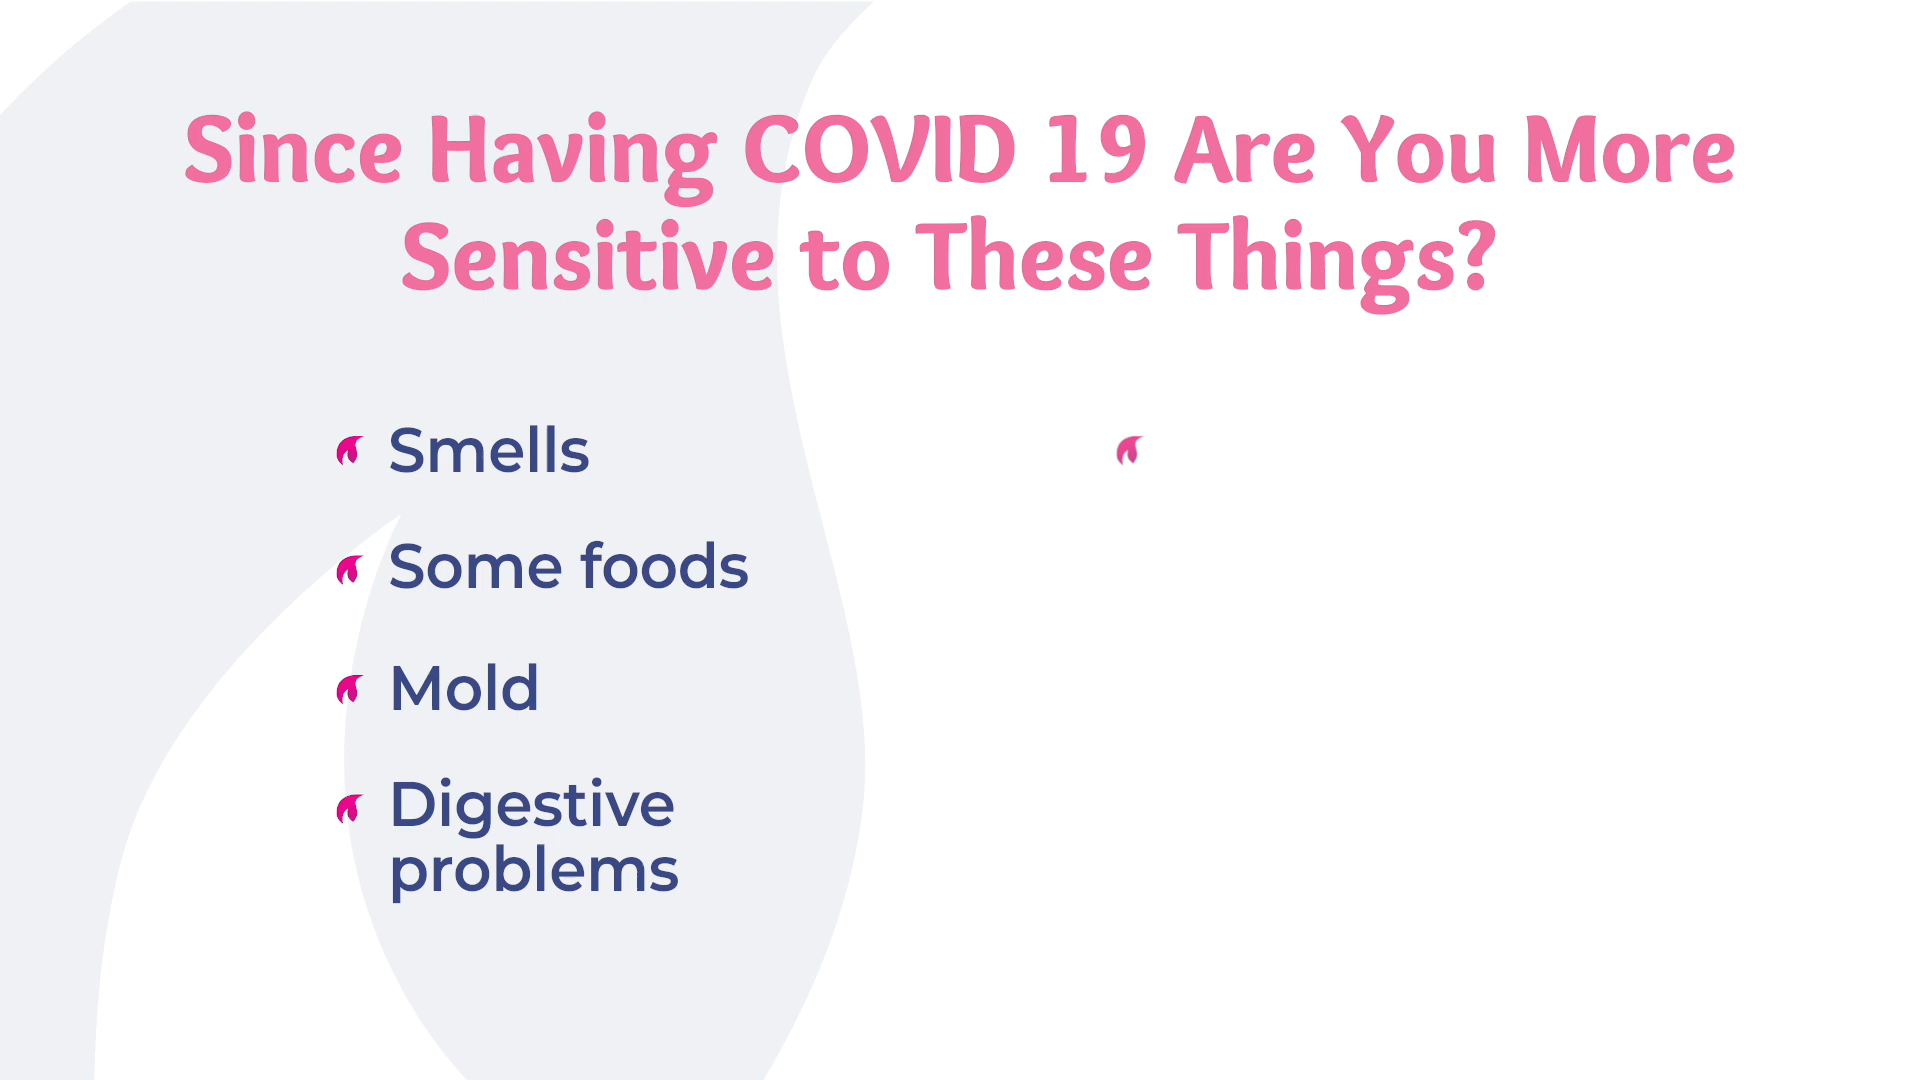 Since Having COVID 19 Are You More
Sensitive to These Things?
Smells
Some foods
Mold
Digestive
problems